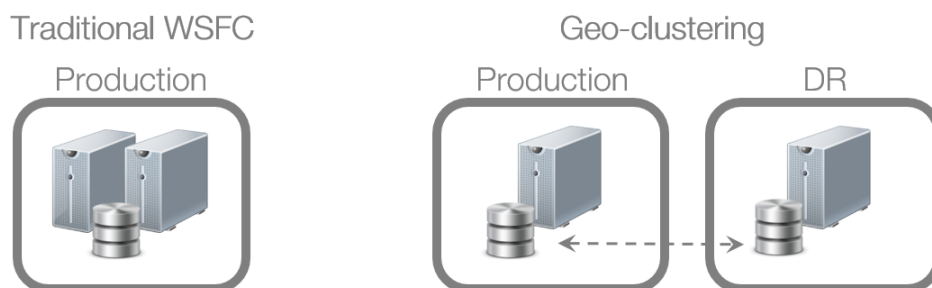 Traditional WSFC
Production
Geo-clustering
Production
DR